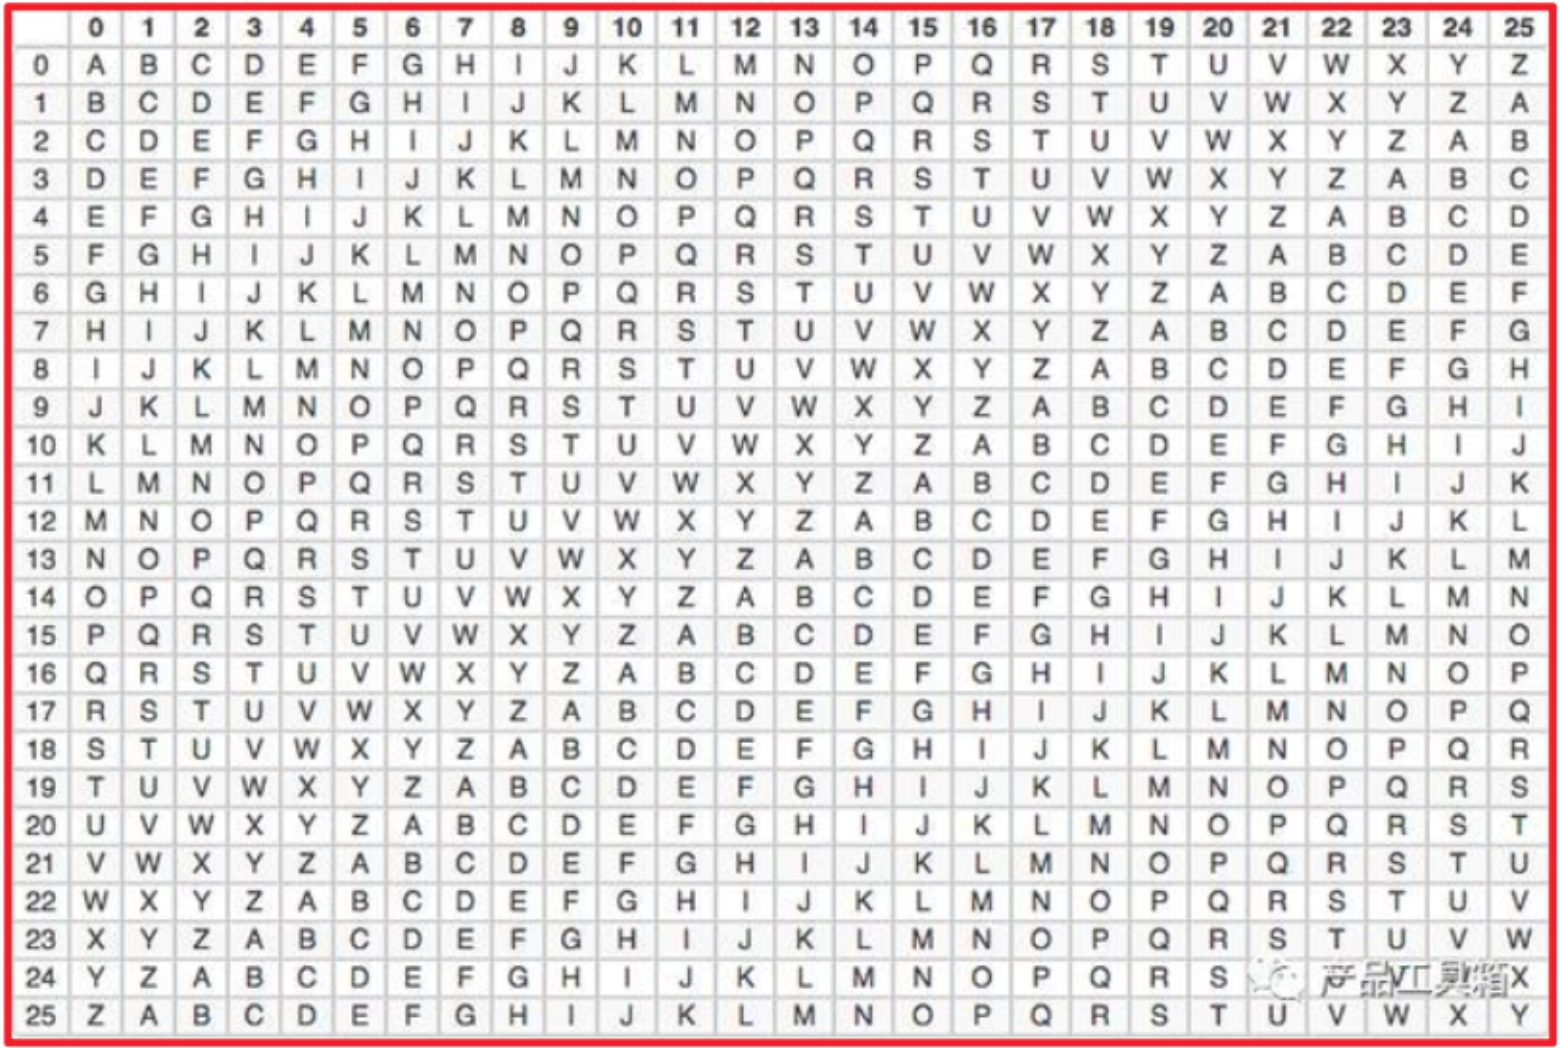 0 1 2 3 4 5 6 7 8 9 10 11 12 13 14 15 16 17 18 19 20 21 22 23 24 25
0 A B C D E F G H I J K L M N O P Q R S T U V W X Y Z
1 B C D E F G H I J K L M N O P Q R S T U V W X Y Z A
2 C D E F G H I J K L M N O P Q R S T U V W X Y Z A B
3 D E F G H I J K L M N O P Q R S T U V W X Y Z A B C
4 E F G H I J K L M N O P Q R S T U V W X Y Z A B C D
5 F G H I J K L M N O P Q R S T U V W X Y Z A B C D E
6 G H I J K L M N O P Q R S T U V W X Y Z A B C D E F
7 H I J K L M N O P Q R S T U V W X Y Z A B C D E F G
8 I J K L M N O P Q R S T U V W X Y Z A B C D E F G H
9 J K L M N O P Q R S T U V W X Y Z A B C D E F G H I
10 K L M N O P Q R S T U V W X Y Z A B C D E F G H I J
11 L M N O P Q R S T U V W X Y Z A B C D E F G H I J K
12 M N O P Q R S T U V W X Y Z A B C D E F G H I J K L
13 N O P Q R S T U V W X Y Z A B C D E F G H I J K L M
14 O P Q R S T U V W X Y Z A B C D E F G H I J K L M N
15 P Q R S T U V W X Y Z A B C D E F G H I J K L M N O
16 Q R S T U V W X Y Z A B C D E F G H I J K L M N O P
17 R S T U V W X Y Z A B C D E F G H I J K L M N O P Q
18 S T U V W X Y Z A B C D E F G H I J K L M N O P Q R
19 T U V W X Y Z A B C D E F G H I J K L M N O P Q R S
20 U V W X Y Z A B C D E F G H I J K L M N O P Q R S T
21 V W X Y Z A B C D E F G H I J K L M N O P Q R S T U
22 W X Y Z A B C D E F G H I J K L M N O P Q R S T U V
23 X Y Z A B C D E F G H I J K L M N O P Q R S T U V W
24 Y Z A B C D E F G H I J K L M N O P Q R S V X
产品工具箱
25 Z A B C D E F G H I J K L M N O P Q R S T U V W X Y